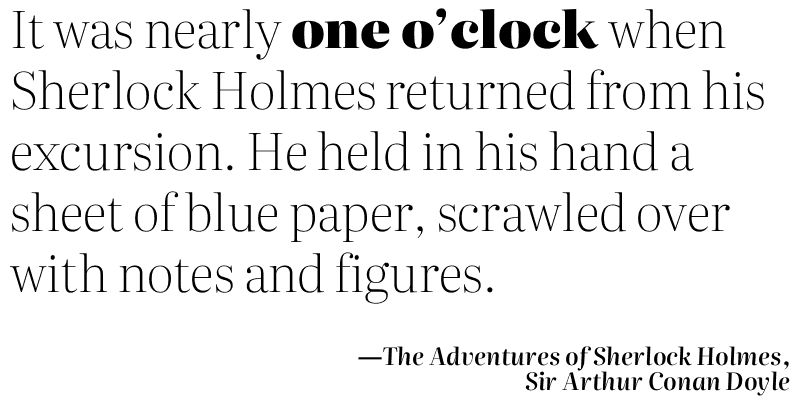 It was nearly one o’clock when
Sherlock Holmes returned from his
excursion. He held in his hand a
sheet of blue paper, scrawled over
with notes and figures.
—The Adventures of Sherlock Holmes,
Sir Arthur Conan Doyle